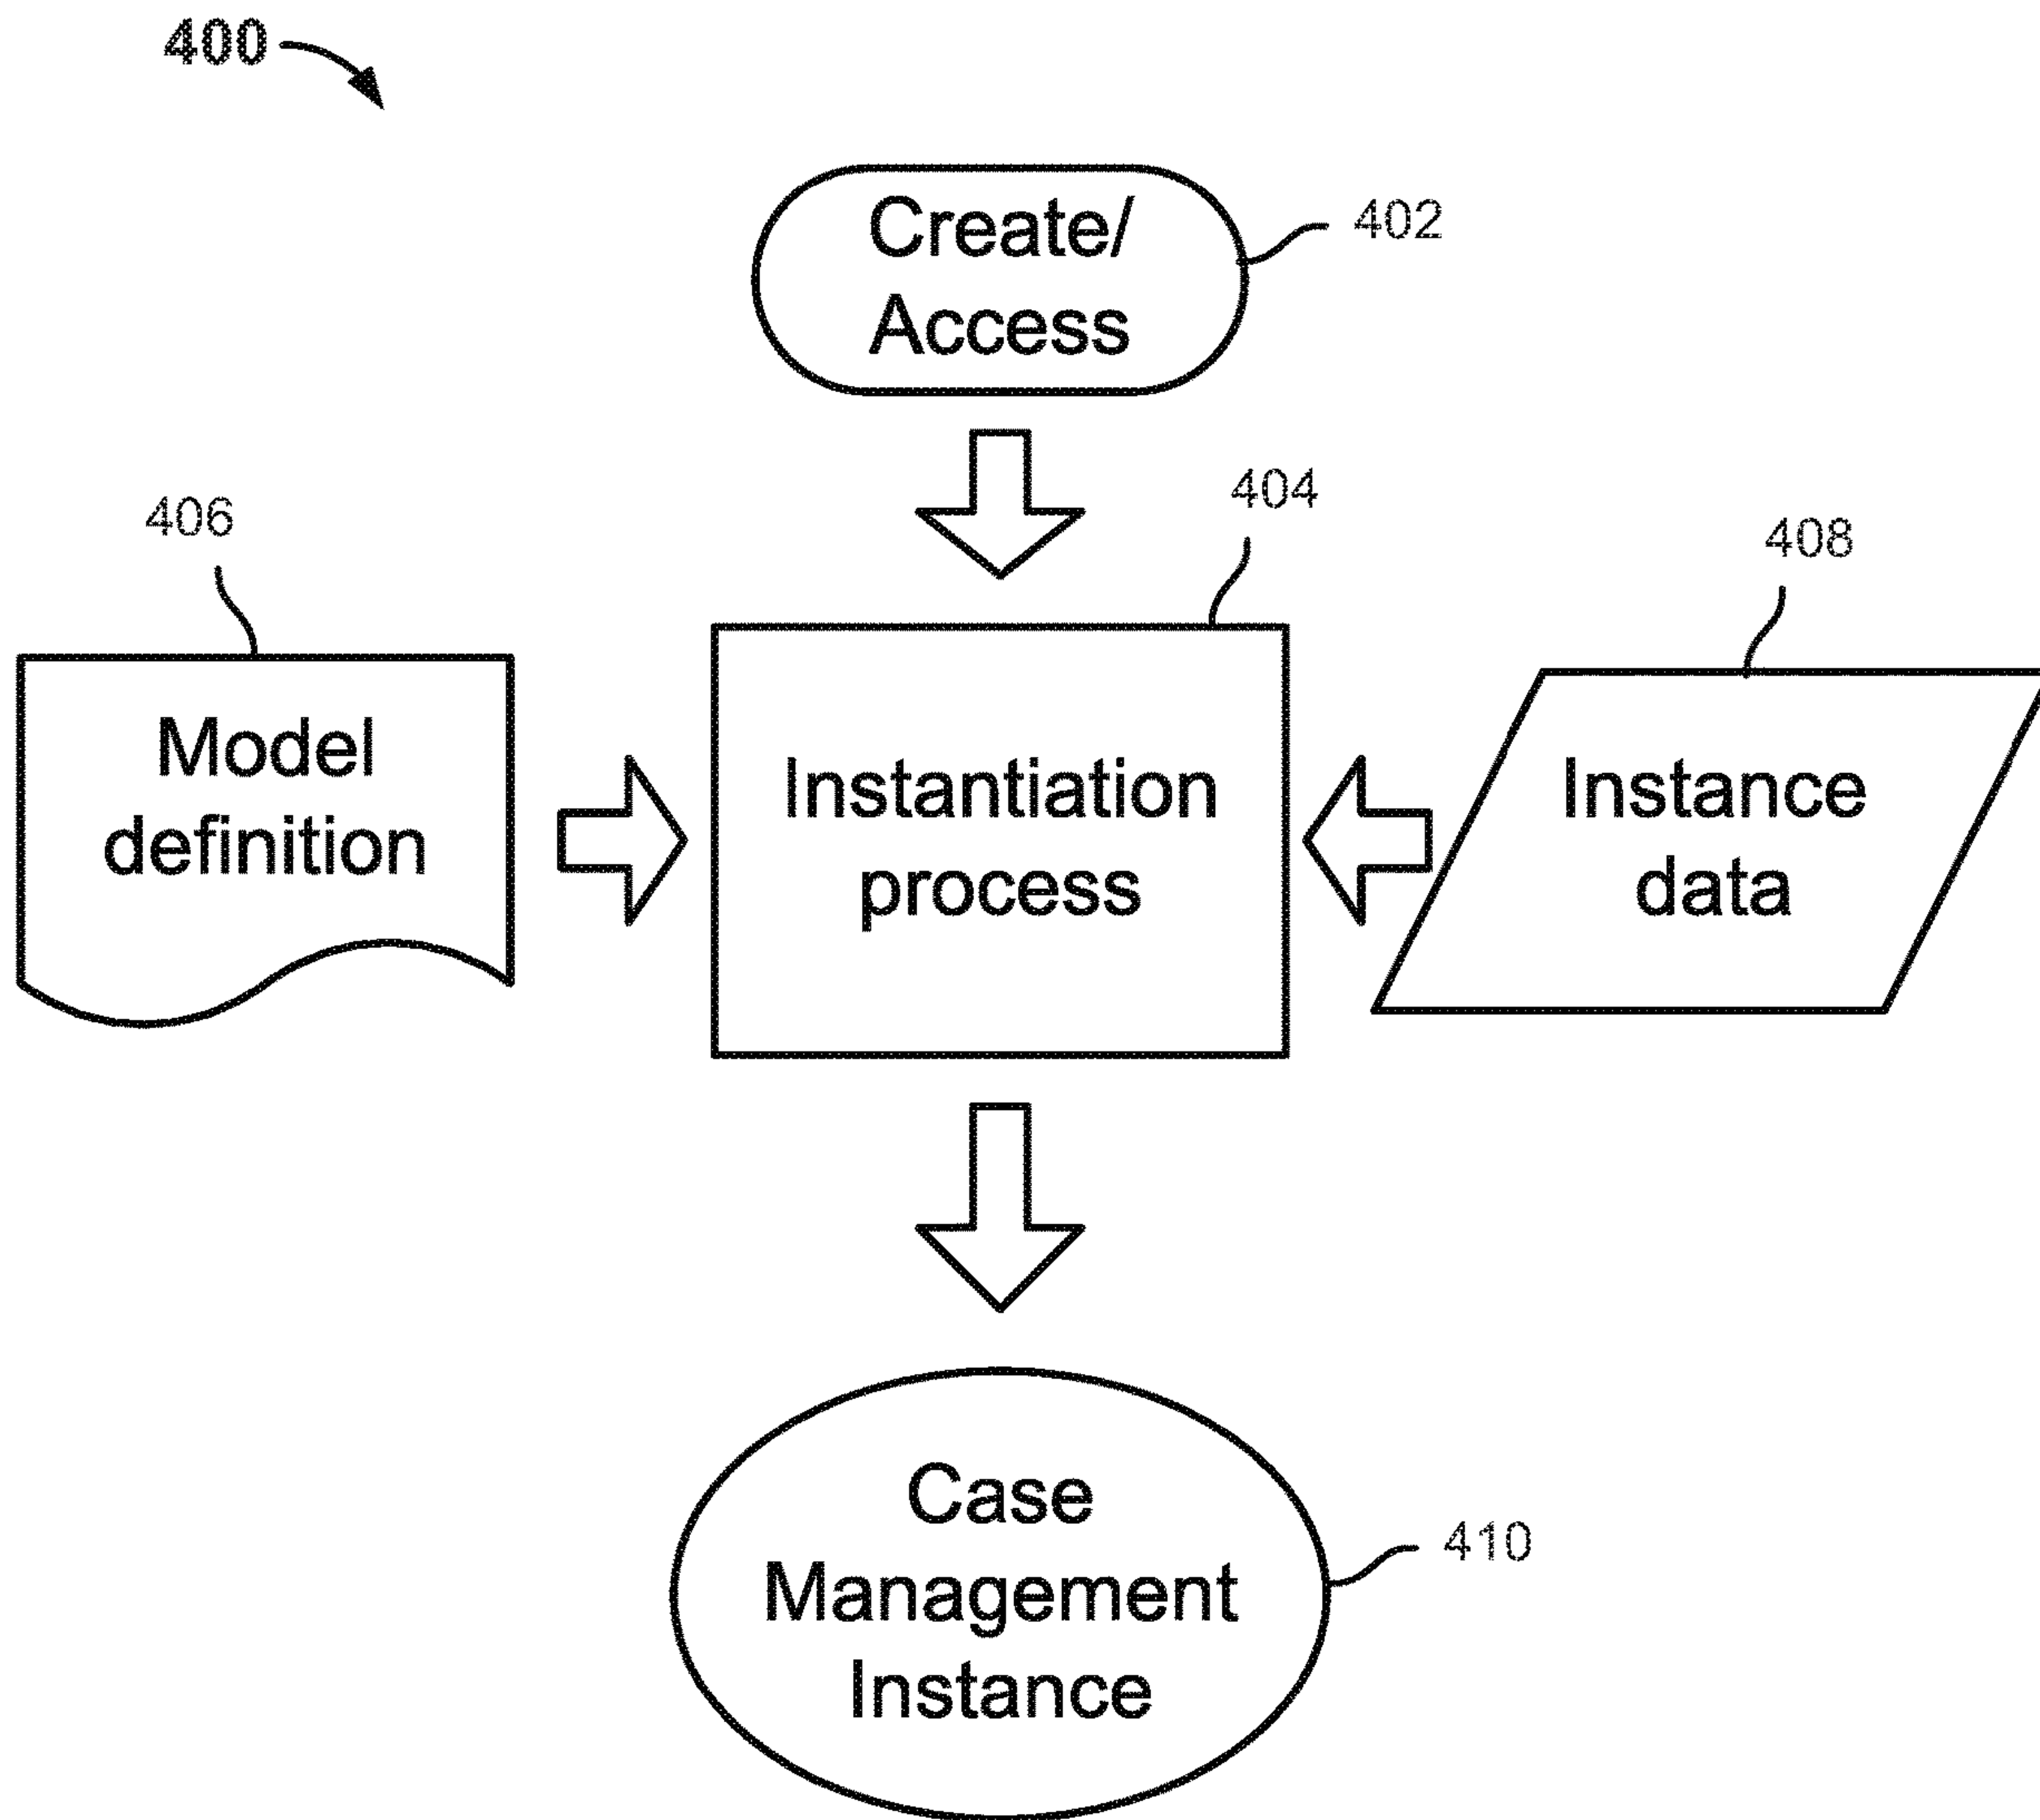 400
Create/
Access
402
404
406
408
Model
definition
Instantiation
process
Instance
data
Case
Management
Instance
410